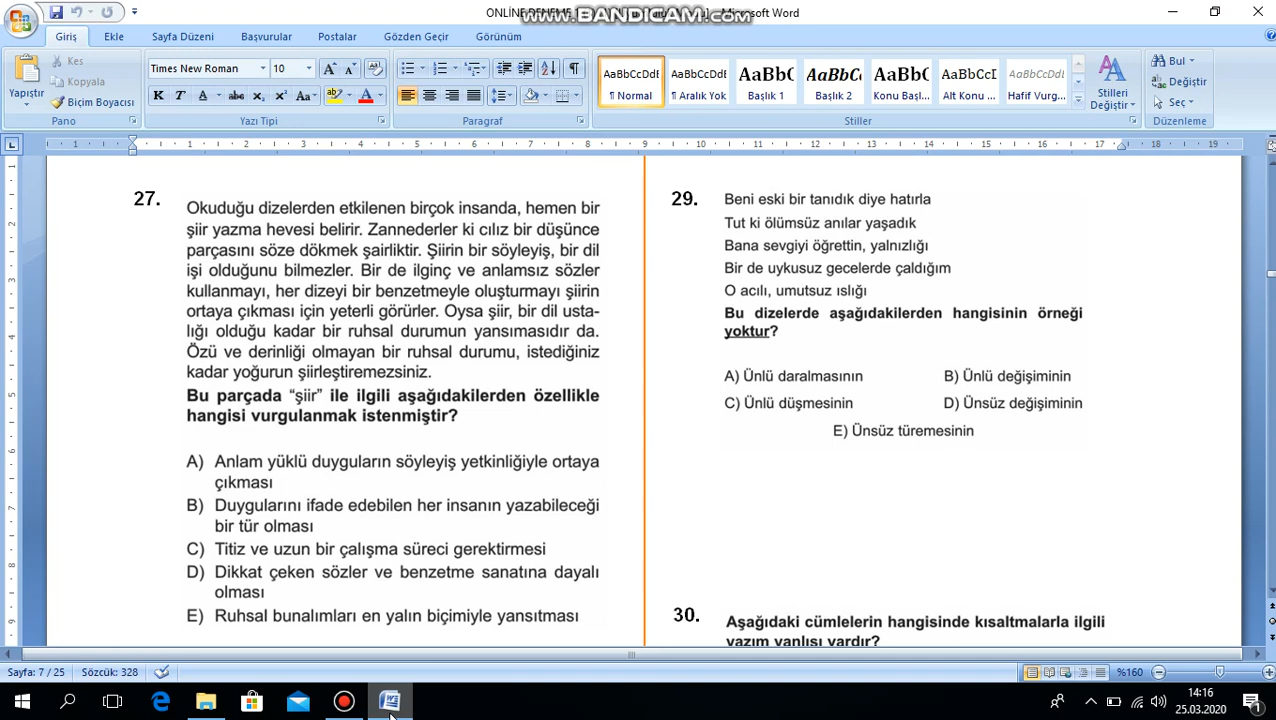 ONLİNE DENEME
www.BANDICAM.com
Microsoft Word
Giriş
Ekle
Sayfa Düzeni
Başvurular
Postalar
Gözden Geçir
Görünüm
Yapıştır
Kes
Kopyala
Biçim Boyacısı
Pano
Times New Roman
10
Yazı Tipi
Paragraf
AaBbCcDdE
¶ Normal
AaBbCcDdE
¶ Aralık Yok
AaBbC
Başlık 1
AaBbCc
Başlık 2
AaBbCc
Konu Başl...
AaBbCcI
Alt Konu ...
AaBbCcDdE
Hafif Vurg...
Stilleri
Değiştir
Stiller
Bul
Değiştir
Seç
Düzenleme
27.
Okuduğu dizelerden etkilenen birçok insanda, hemen bir
şiir yazma hevesi belirir. Zannederler ki cılız bir düşünce
parçasını söze dökmek şairliktir. Şiirin bir söyleyiş, bir dil
işi olduğunu bilmezler. Bir de ilginç ve anlamsız sözler
kullanmayı, her dizeyi bir benzetmeyle oluşturmayı şiirin
ortaya çıkması için yeterli görürler. Oysa şiir, bir dil usta-
lığı olduğu kadar bir ruhsal durumun yansımasıdır da.
Özü ve derinliği olmayan bir ruhsal durumu, istediğiniz
kadar yoğurun şiirleştiremezsiniz.
Bu parçada “şiir” ile ilgili aşağıdakilerden özellikle
hangisi vurgulanmak istenmiştir?
A) Anlam yüklü duyguların söyleyiş yetkinliğiyle ortaya
çıkması
B) Duygularını ifade edebilen her insanın yazabileceği
bir tür olması
C) Titiz ve uzun bir çalışma süreci gerektirmesi
D) Dikkat çeken sözler ve benzetme sanatına dayalı
olması
E) Ruhsal bunalımları en yalın biçimiyle yansıtması
29.
Beni eski bir tanıdık diye hatırla
Tut ki ölümsüz anılar yaşadık
Bana sevgiyi öğrettin, yalnızlığı
Bir de uykusuz gecelerde çaldığım
O acılı, umutsuz ıslığı
Bu dizelerde aşağıdakilerden hangisinin örneği
yoktur?
A) Ünlü daralmasının
B) Ünlü değişiminin
C) Ünlü düşmesinin
D) Ünsüz değişiminin
E) Ünsüz türemesinin
30.
Aşağıdaki cümlelerin hangisinde kısaltmalarla ilgili
yazım yanlışı vardır?
Sayfa: 7 / 25
Sözcük: 328
%160
14:16
25.03.2020